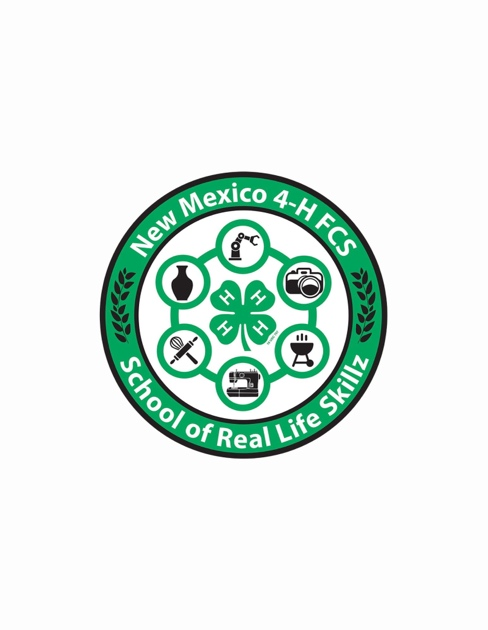 New Mexico 4-H FCS
H H
H H
School of Real Life Skillz